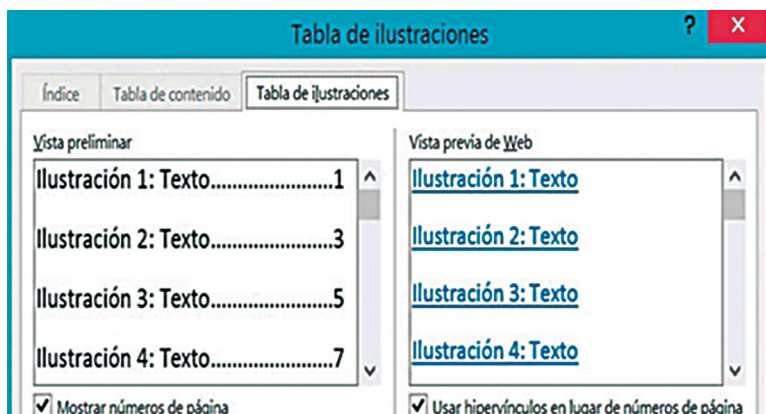 Tabla de ilustraciones
? X
Índice Tabla de contenido Tabla de ilustraciones
Vista preliminar
Ilustración 1: Texto........................1
Ilustración 2: Texto........................3
Ilustración 3: Texto........................5
Ilustración 4: Texto........................7
Mostrar números de página
Vista previa de Web
Ilustración 1: Texto
Ilustración 2: Texto
Ilustración 3: Texto
Ilustración 4: Texto
Usar hipervínculos en lugar de números de página